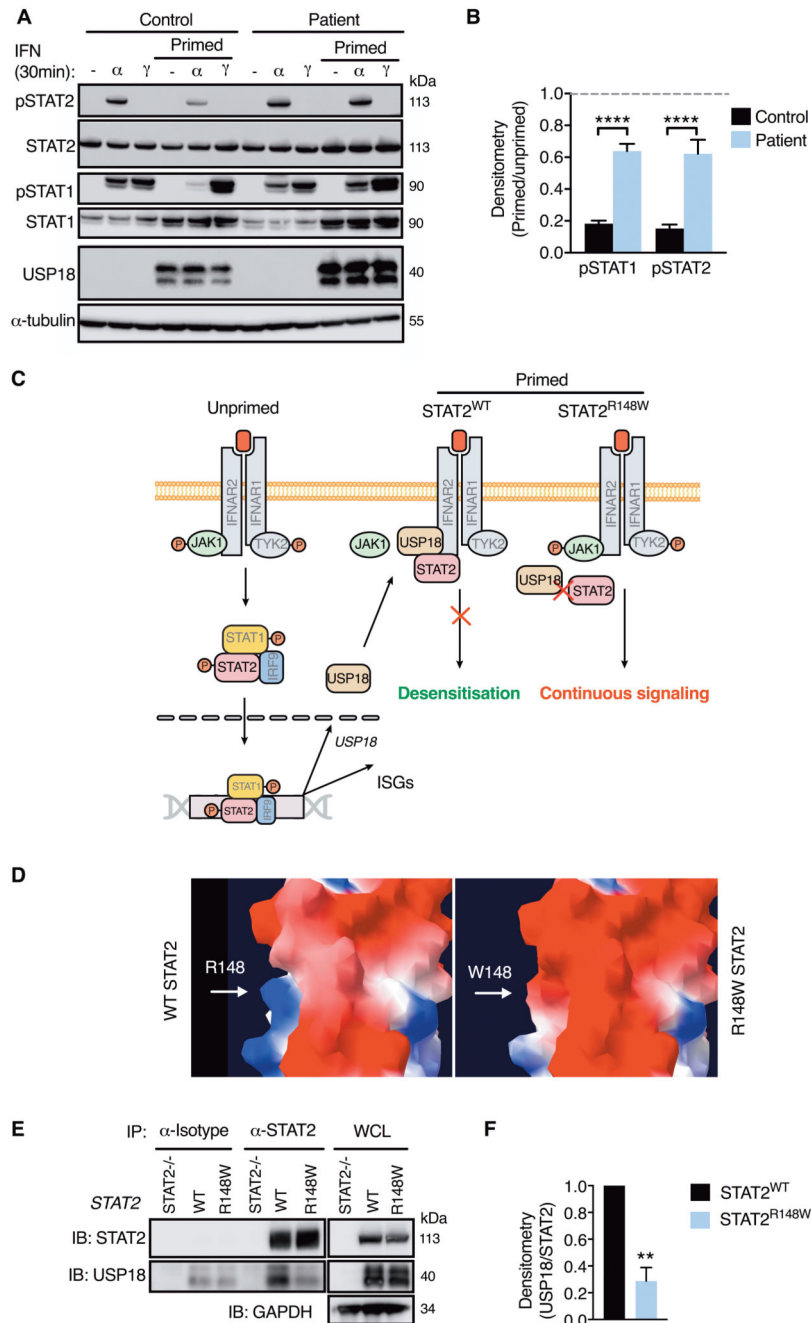 A
Control Patient
IFN Primed Primed
(30min): - α γ - α γ - α γ - α γ kDa
pSTAT2 113
STAT2 113
pSTAT1 90
STAT1 90
USP18 40
α-tubulin 55
B
Densitometry
(Primed/unprimed)
1.0
0.8
0.6
0.4
0.2
0.0
**** ****
pSTAT1 pSTAT2
Control
Patient
C
Primed
Unprimed STAT2WT STAT2R148W
IFNAR2 IFNAR1 IFNAR2 IFNAR1 IFNAR2 IFNAR1
P JAK1 TYK2 P JAK1 USP18 TYK2 P JAK1 TYK2 P
STAT2 USP18 STAT2
STAT1 P
P STAT2 IRF9
USP18
Desensitisation Continuous signaling
USP18
ISGs
STAT1 P
P STAT2 IRF9
D
WT STAT2
R148
W148
R148W STAT2
E
IP: α-Isotype α-STAT2 WCL
STAT2 STAT2-/- WT R148W STAT2-/- WT R148W STAT2-/- WT R148W
kDa
IB: STAT2 113
IB: USP18 40
IB: GAPDH 34
F
Densitometry
(USP18/STAT2)
1.0
0.8
0.6
0.4
0.2
0.0
**
STAT2WT
STAT2R148W